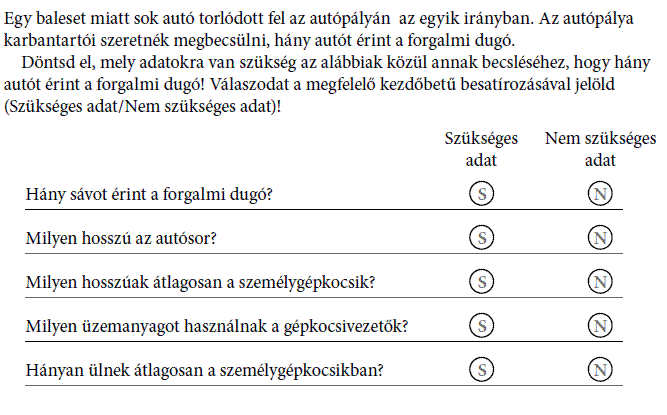 Egy baleset miatt sok autó torlódott fel az autópályán az egyik irányban. Az autópálya
karbantartói szeretnék megbecsülni, hány autót érint a forgalmi dugó.
Döntsd el, mely adatokra van szükség az alábbiak közül annak becsléséhez, hogy hány
autót érint a forgalmi dugó! Válaszodat a megfelelő kezdőbetű besatírozásával jelöld
(Szükséges adat/Nem szükséges adat)!
Szükséges adat Nem szükséges adat
Hány sávot érint a forgalmi dugó? S N
Milyen hosszú az autósor? S N
Milyen hosszúak átlagosan a személygépkocsik? S N
Milyen üzemanyagot használnak a gépkocsivezetők? S N
Hányan ülnek átlagosan a személygépkocsikban? S N